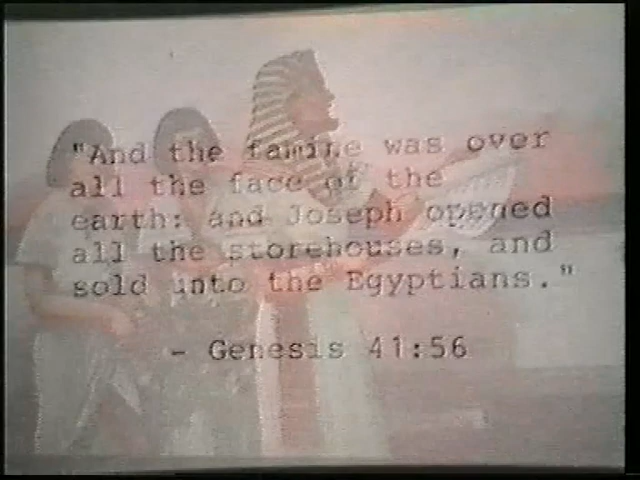 "And the famine was over
all the face of the
earth: and Joseph opened
all the storehouses, and
sold unto the Egyptians."
- Genesis 41:56